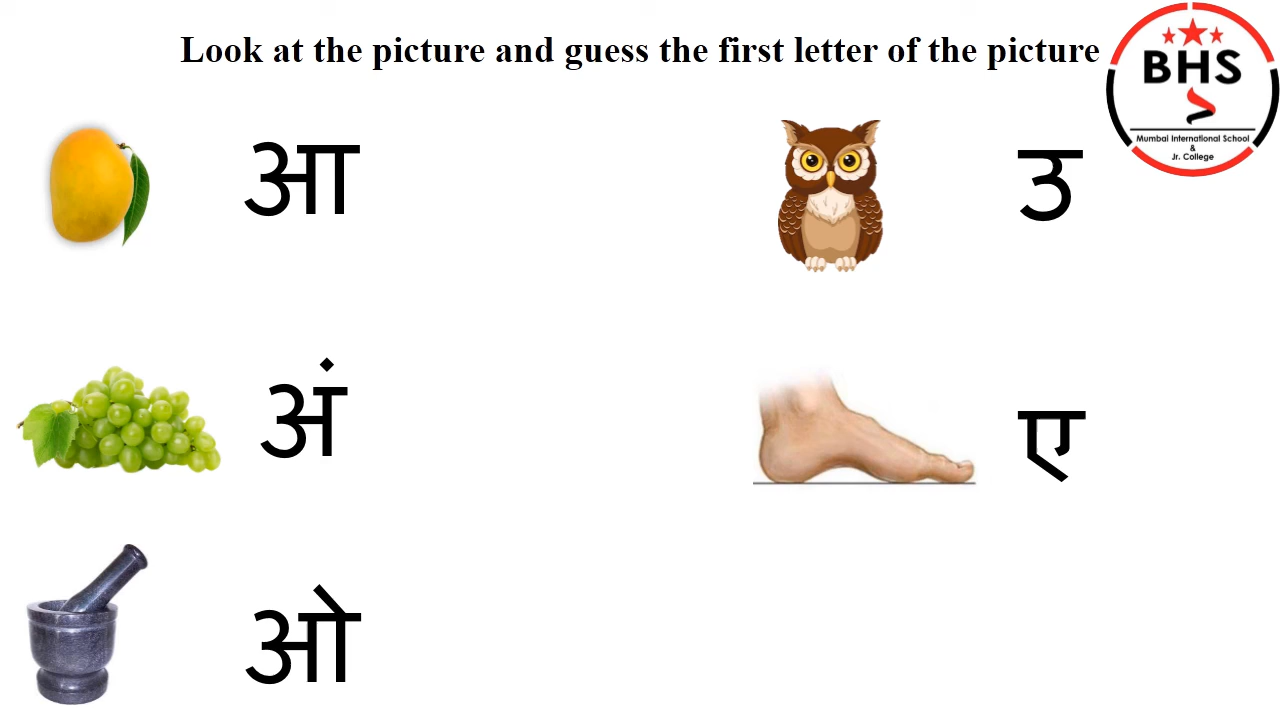 Look at the picture and guess the first letter of the picture
BHS
Mumbai International School
&
Jr. College
आ
उ
अं
ए
ओ